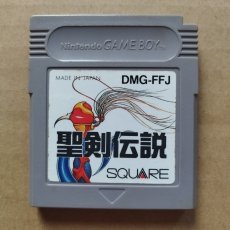 Nintendo GAME BOY
MADE IN JAPAN DMG-FFJ
聖剣伝説
SQUARE